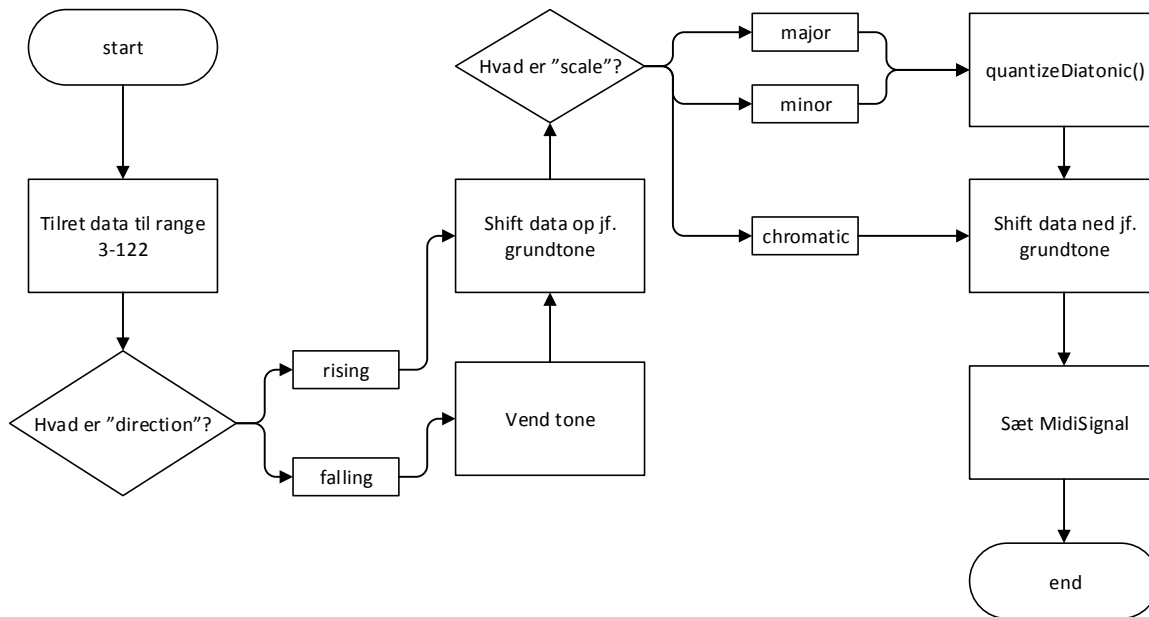 start
Tilret data til range
3-122
Hvad er ”direction”?
rising
falling
Vend tone
Shift data op jf.
grundtone
Hvad er ”scale”?
major
minor
chromatic
quantizeDiatonic()
Shift data ned jf.
grundtone
Sæt MidiSignal
end